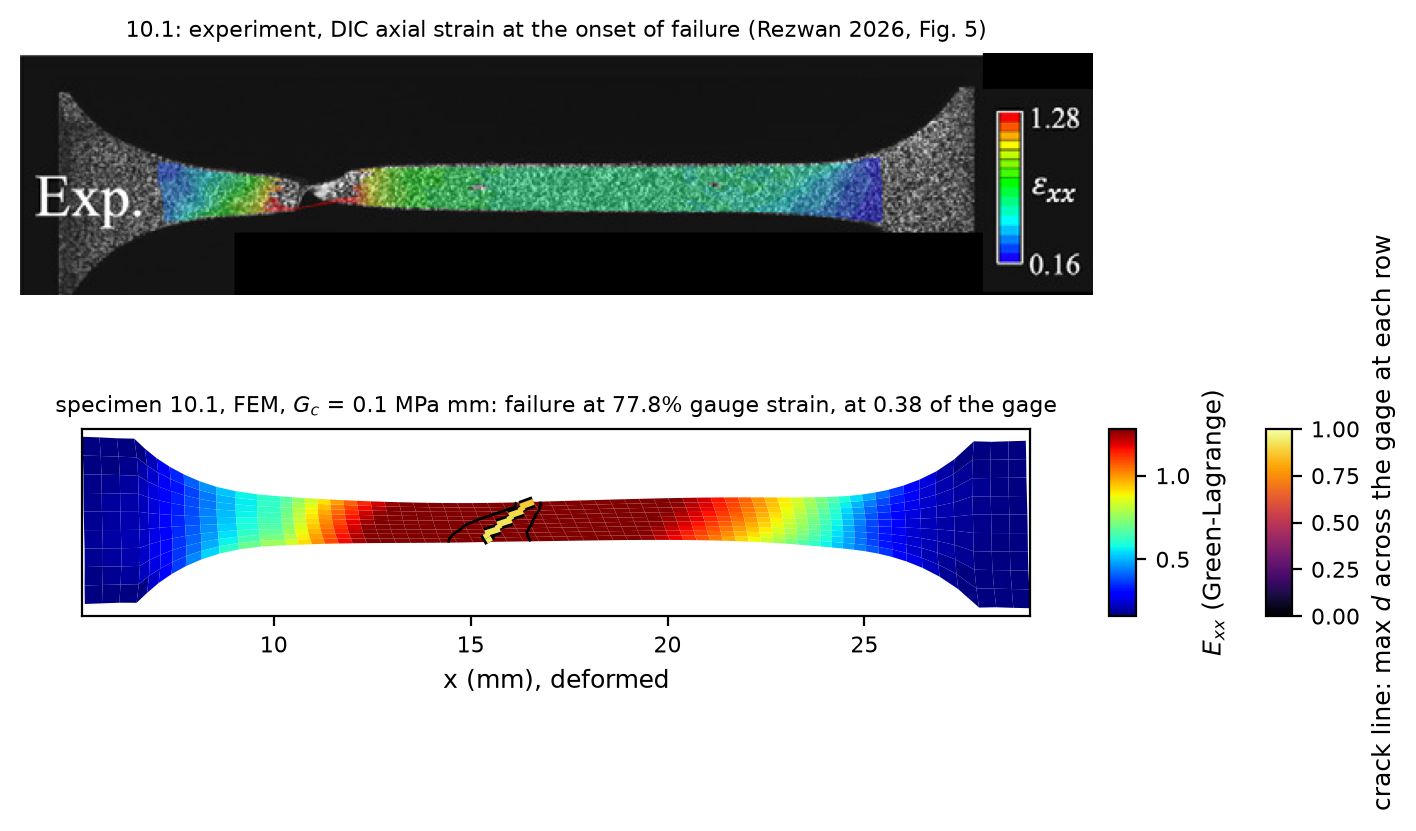 10.1: experiment, DIC axial strain at the onset of failure (Rezwan 2026, Fig. 5)
Exp.
1.28
εxx
0.16
specimen 10.1, FEM, Gc = 0.1 MPa mm: failure at 77.8% gauge strain, at 0.38 of the gage
10 15 20 25
x (mm), deformed
1.0
0.5
Exx (Green-Lagrange)
1.00
0.75
0.50
0.25
0.00
crack line: max d across the gage at each row